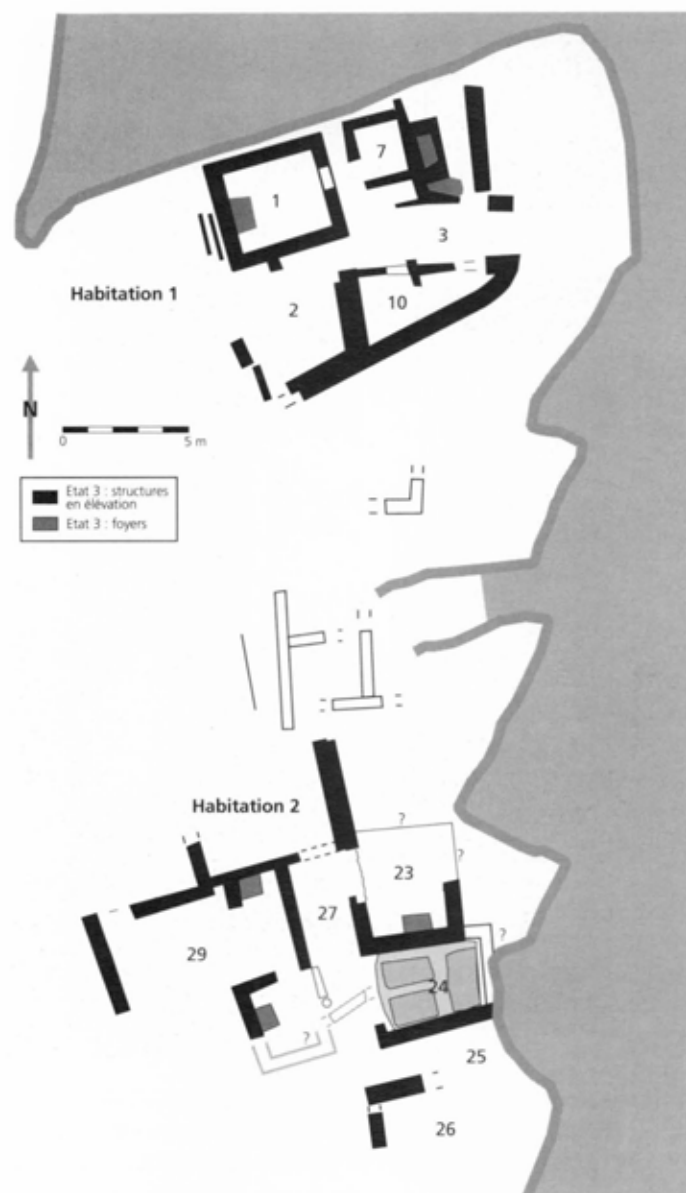 7
1
3
Habitation 1
2
10
N
0 5 m
Etat 3 : structures
en élévation
Etat 3 : foyers
Habitation 2
?
?
23
27
29
?
24
?
25
26